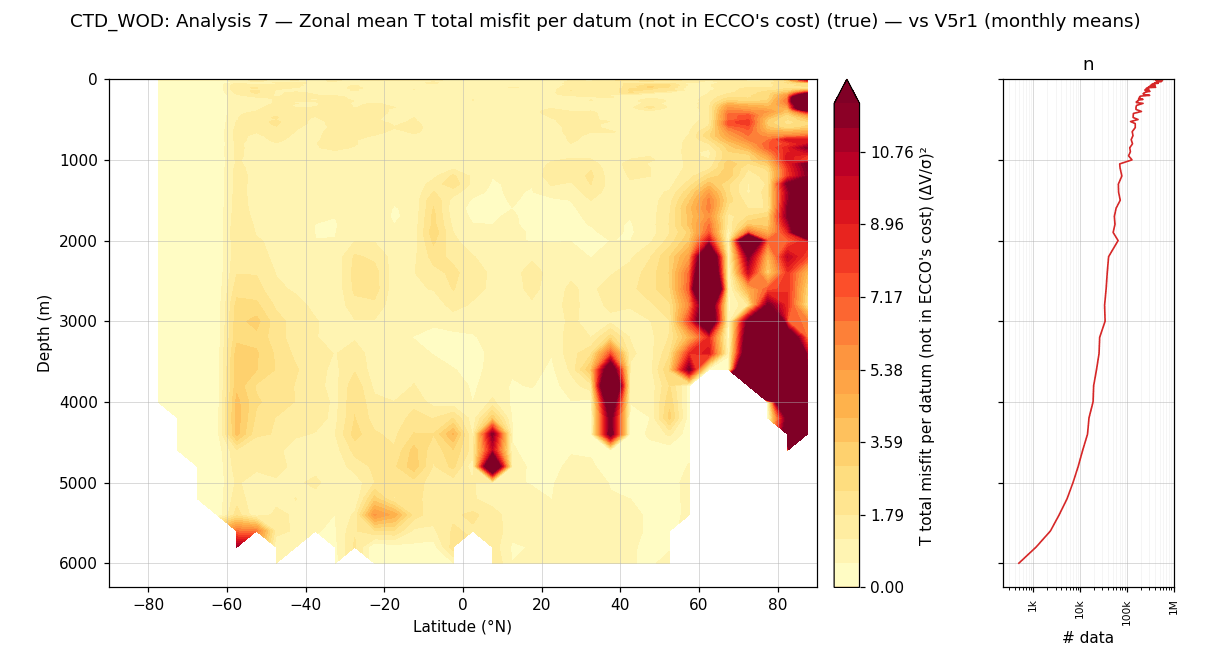 CTD_WOD: Analysis 7 — Zonal mean T total misfit per datum (not in ECCO's cost) (true) — vs V5r1 (monthly means)
n
0
1000
2000
3000
4000
5000
6000
Depth (m)
−80
−60
−40
−20
0
20
40
60
80
Latitude (°N)
10.76
8.96
7.17
5.38
3.59
1.79
0.00
T total misfit per datum (not in ECCO's cost) (ΔV/σ)²
1k
10k
100k
1M
# data